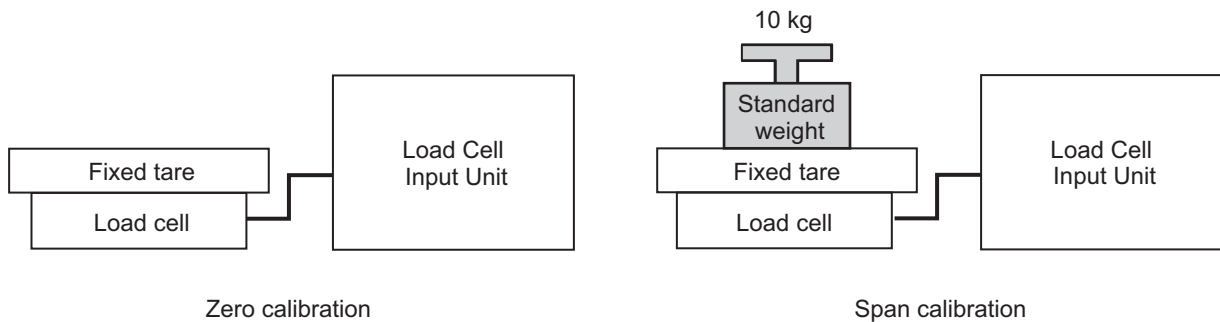 Fixed tare
Load cell
Load Cell
Input Unit
Zero calibration
10 kg
Standard
weight
Fixed tare
Load cell
Load Cell
Input Unit
Span calibration